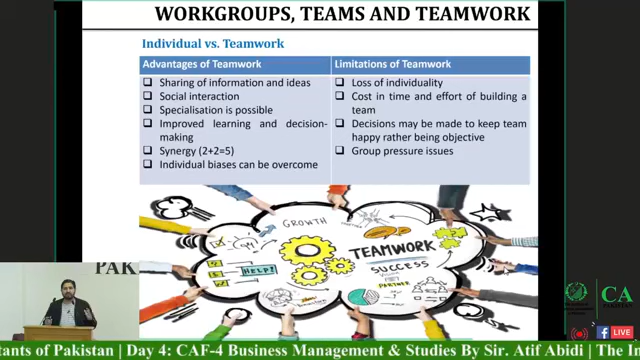 WORKGROUPS, TEAMS AND TEAMWORK
Individual vs. Teamwork
Advantages of Teamwork
Sharing of information and ideas
Social interaction
Specialisation is possible
Improved learning and decision-
making
Synergy (2+2=5)
Individual biases can be overcome
Limitations of Teamwork
Loss of individuality
Cost in time and effort of building a
team
Decisions may be made to keep team
happy rather being objective
Group pressure issues
GROWTH
TEAMWORK
HELP!
SUCCESS
PARTNER
PAK
CA
PAKISTAN
LIVE
tants of Pakistan | Day 4: CAF-4 Business Management & Studies By Sir. Atif Abidi | The